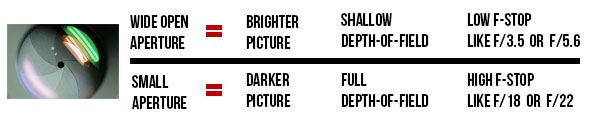 WIDE OPEN
APERTURE
=
BRIGHTER
PICTURE
SHALLOW
DEPTH-OF-FIELD
LOW F-STOP
LIKE F/3.5 OR F/5.6
SMALL
APERTURE
=
DARKER
PICTURE
FULL
DEPTH-OF-FIELD
HIGH F-STOP
LIKE F/18 OR F/22